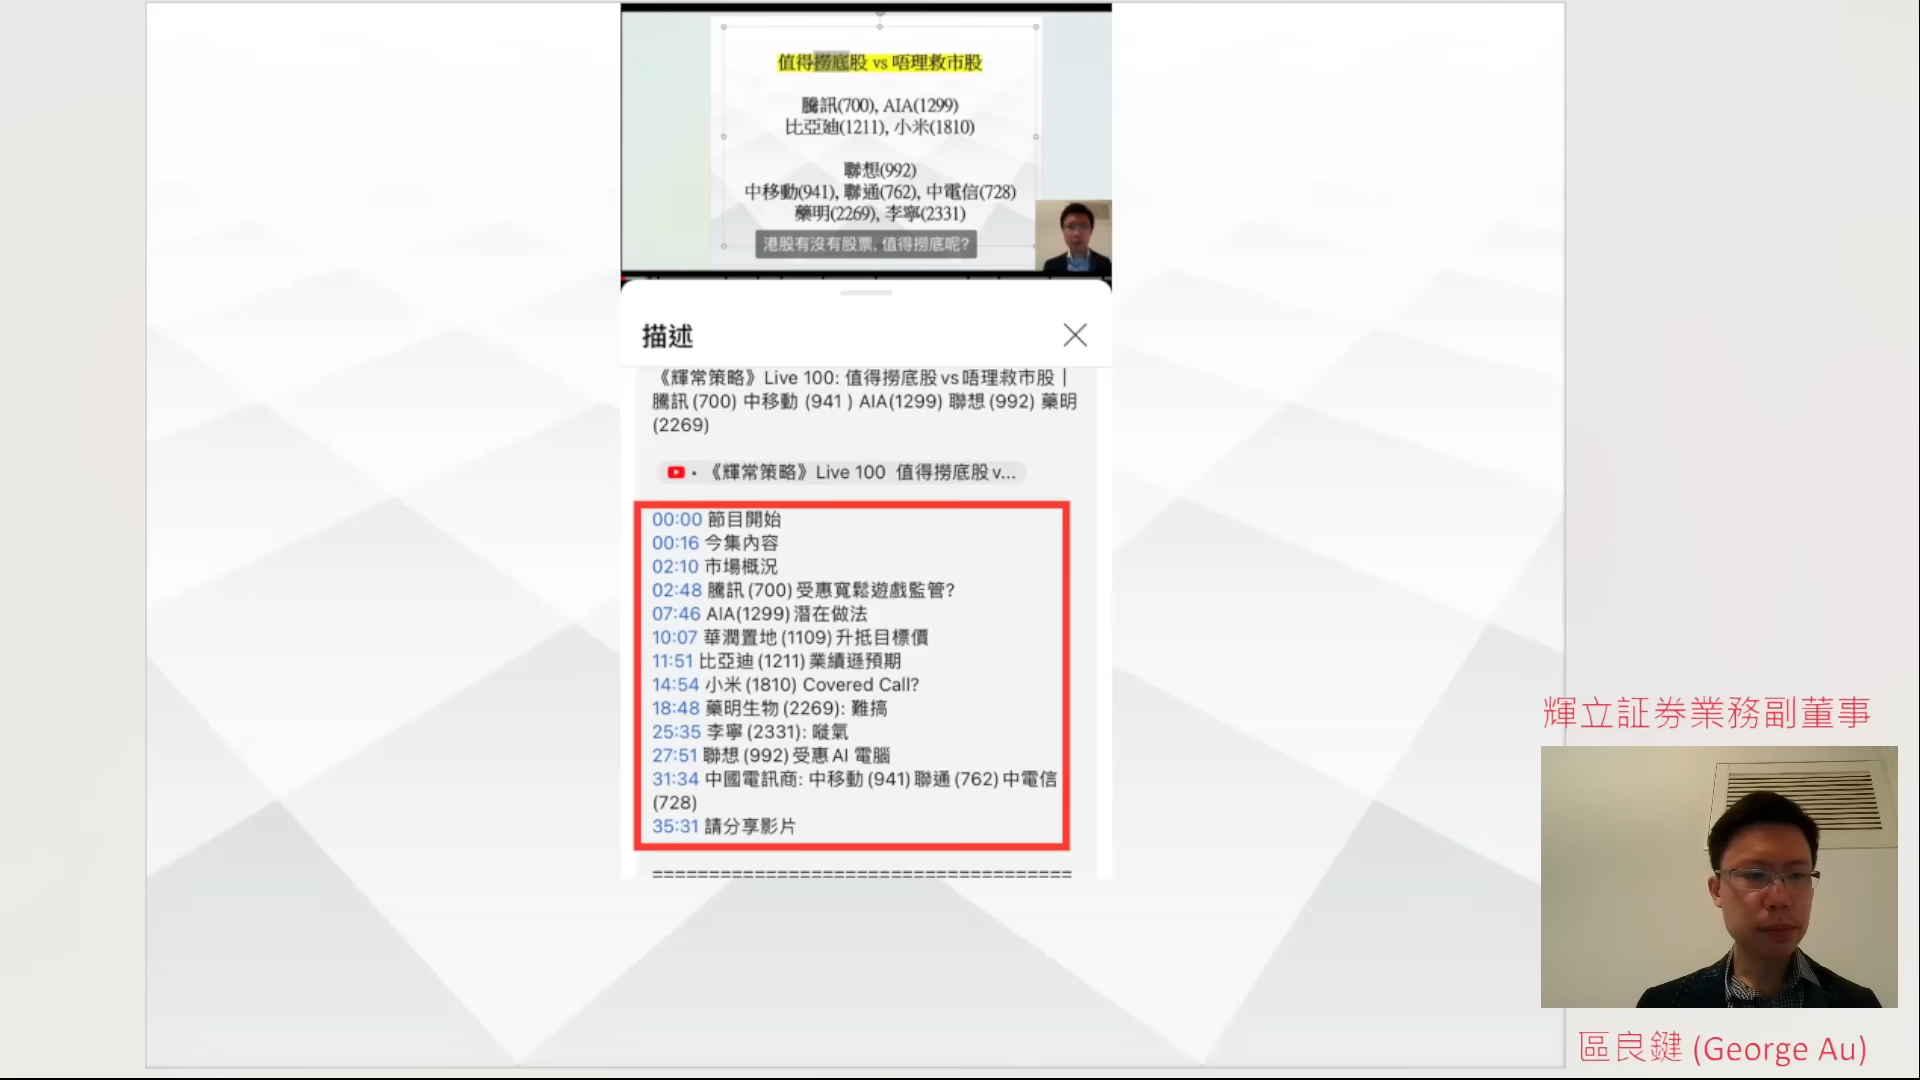 值得撈底股 vs 唔理救市股
騰訊(700), AIA(1299)
比亞廸(1211), 小米(1810)
聯想(992)
中移動(941), 聯通(762), 中電信(728)
藥明(2269), 李寧(2331)
港股有沒有股票, 值得撈底呢?
描述
《輝常策略》Live 100: 值得撈底股vs唔理救市股 |
騰訊(700) 中移動 (941 ) AIA(1299) 聯想(992) 藥明
(2269)
• 《輝常策略》Live 100 值得撈底股v...
00:00 節目開始
00:16 今集內容
02:10 市場概況
02:48 騰訊(700)受惠寬鬆遊戲監管?
07:46 AIA(1299)潛在做法
10:07 華潤置地(1109)升抵目標價
11:51 比亞迪(1211)業績遜預期
14:54 小米(1810) Covered Call?
18:48 藥明生物(2269): 難搞
25:35 李寧(2331): 嘥氣
27:51 聯想(992)受惠AI 電腦
31:34 中國電訊商: 中移動(941)聯通(762)中電信
(728)
35:31 請分享影片
=====================================
輝立証券業務副董事
區良鍵 (George Au)